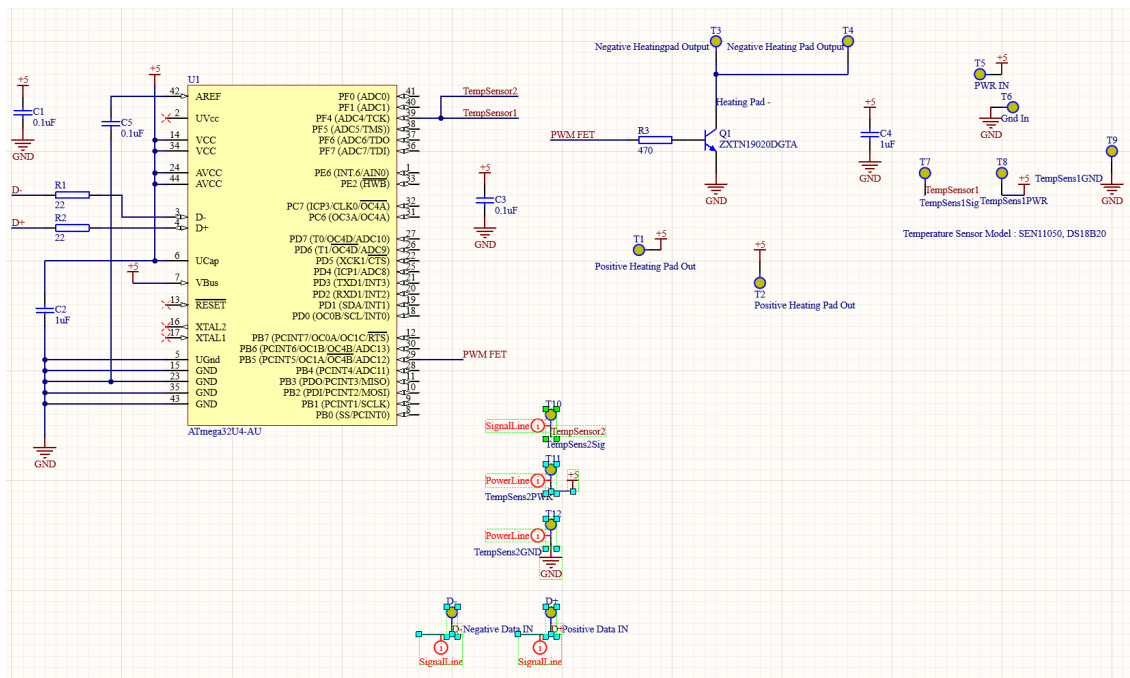 T3
T4
Negative Heatingpad Output
Negative Heating Pad Output
+5
T5
PWR IN
T6
Gnd In
GND
+5
C1
0.1uF
GND
+5
U1
42 AREF
2 UVcc
14 VCC
34 VCC
24 AVCC
44 AVCC
3 D-
4 D+
6 UCap
7 VBus
13 RESET
16 XTAL2
17 XTAL1
5 UGnd
15 GND
23 GND
35 GND
43 GND
PF0 (ADC0) 41
PF1 (ADC1) 40
PF4 (ADC4/TCK) 39
PF5 (ADC5/TMS) 38
PF6 (ADC6/TDO 37
PF7 (ADC7/TDI) 36
PE6 (INT.6/AIN0) 1
PE2 (HWB) 33
PC7 (ICP3/CLK0/OC4A) 32
PC6 (OC3A/OC4A) 31
PD7 (T0/OC4D/ADC10) 27
PD6 (T1/OC4D/ADC9) 26
PD5 (XCK1/CTS) 22
PD4 (ICP1/ADC8) 25
PD3 (TXD1/INT3) 21
PD2 (RXD1/INT2) 20
PD1 (SDA/INT1) 19
PD0 (OC0B/SCL/INT0) 18
PB7 (PCINT7/OC0A/OC1C/RTS) 12
PB6 (PCINT6/OC1B/OC4B/ADC13) 30
PB5 (PCINT5/OC1A/OC4B/ADC12) 29
PB4 (PCINT4/ADC11) 28
PB3 (PDO/PCINT3/MISO) 11
PB2 (PDI/PCINT2/MOSI) 10
PB1 (PCINT1/SCLK) 9
PB0 (SS/PCINT0) 8
ATmega32U4-AU
C5
0.1uF
TempSensor2
TempSensor1
D-
R1
22
D+
R2
22
+5
C2
1uF
GND
+5
C3
0.1uF
GND
PWM FET
R3
470
Heating Pad -
Q1
ZXTN19020DGTA
GND
+5
C4
1uF
GND
T7
TempSensor1
TempSens1Sig
T8
+5
TempSens1PWR
T9
TempSens1GND
GND
Temperature Sensor Model : SEN11050, DS18B20
T1
+5
Positive Heating Pad Out
+5
T2
Positive Heating Pad Out
PWM FET
T10
SignalLine
i
TempSensor2
TempSens2Sig
T11
PowerLine
i
+5
TempSens2PWR
T12
PowerLine
i
TempSens2GND
GND
D-
D-
Negative Data IN
i
SignalLine
D+
D+
Positive Data IN
i
SignalLine